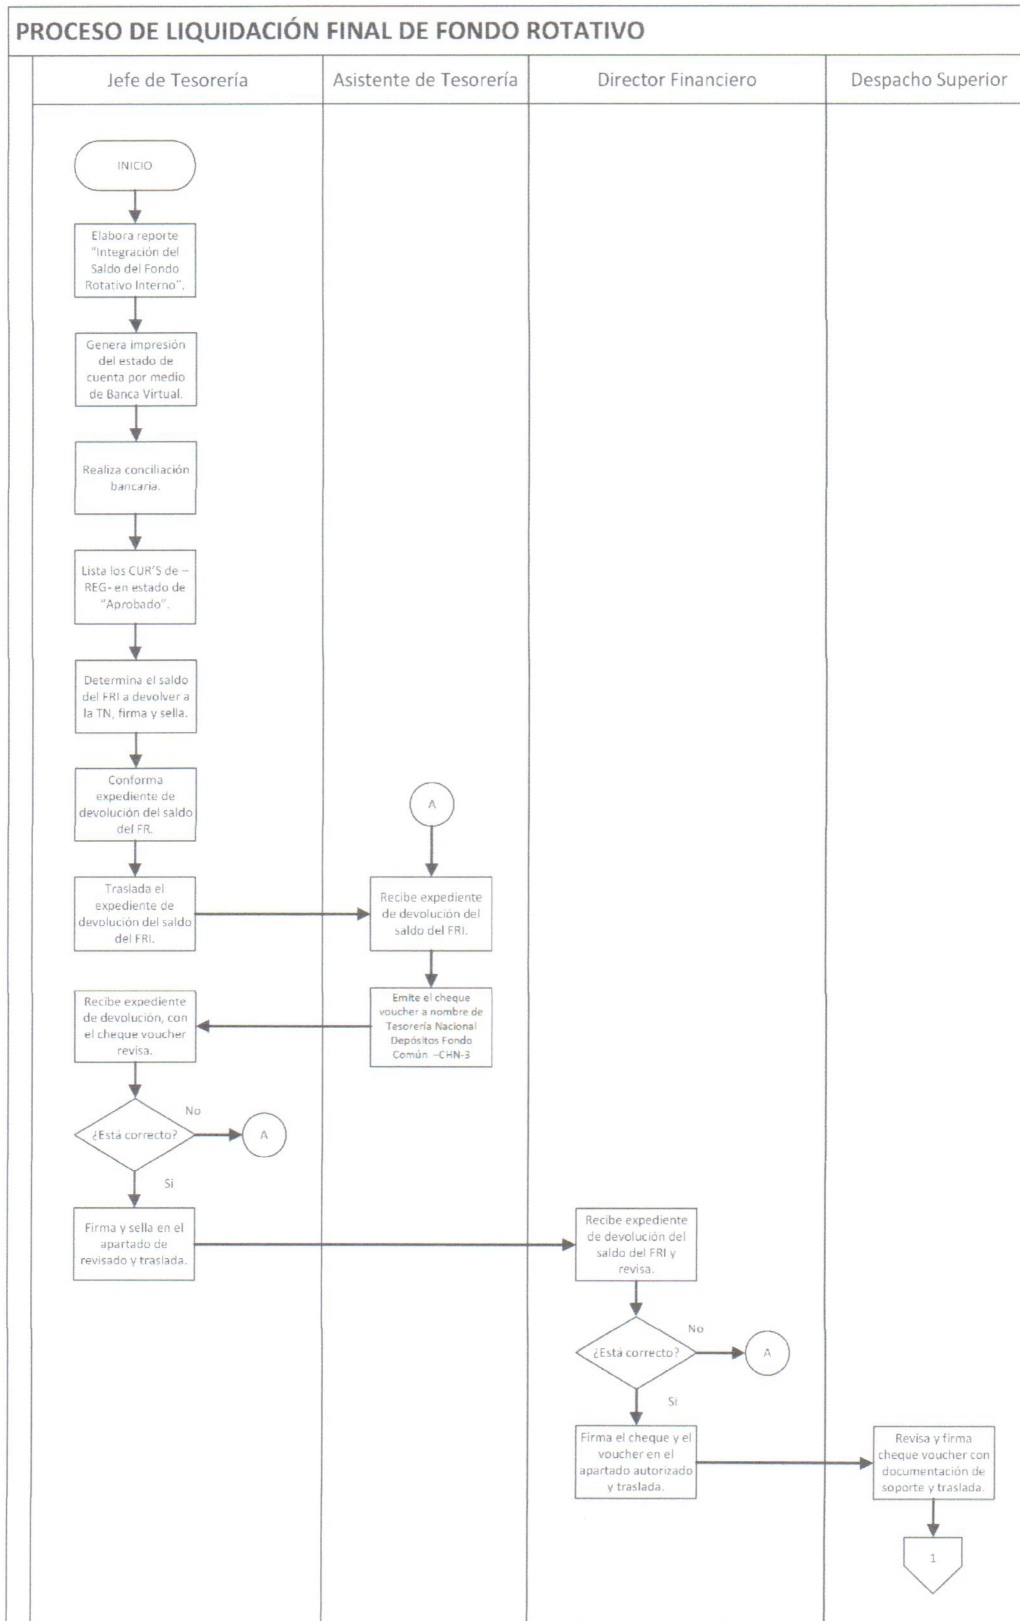 PROCESO DE LIQUIDACIÓN FINAL DE FONDO ROTATIVO
Jefe de Tesorería
Asistente de Tesorería
Director Financiero
Despacho Superior
INICIO
Elabora reporte
“Integración del
Saldo del Fondo
Rotativo Interno”.
Genera impresión
del estado de
cuenta por medio
de Banca Virtual.
Realiza conciliación
bancaria.
Lista los CUR’S de –
REG- en estado de
“Aprobado”.
Determina el saldo
del FRI a devolver a
la TN, firma y sella.
Conforma
expediente de
devolución del saldo
del FR.
A
Traslada el
expediente de
devolución del saldo
del FRI.
Recibe expediente
de devolución del
saldo del FRI.
Emite el cheque
voucher a nombre de
Tesorería Nacional
Depósitos Fondo
Común –CHN-3
Recibe expediente
de devolución, con
el cheque voucher
revisa.
¿Está correcto?
No
A
Si
Firma y sella en el
apartado de
revisado y traslada.
Recibe expediente
de devolución del
saldo del FRI y
revisa.
¿Está correcto?
No
A
Si
Firma el cheque y el
voucher en el
apartado autorizado
y traslada.
Revisa y firma
cheque voucher con
documentación de
soporte y traslada.
1